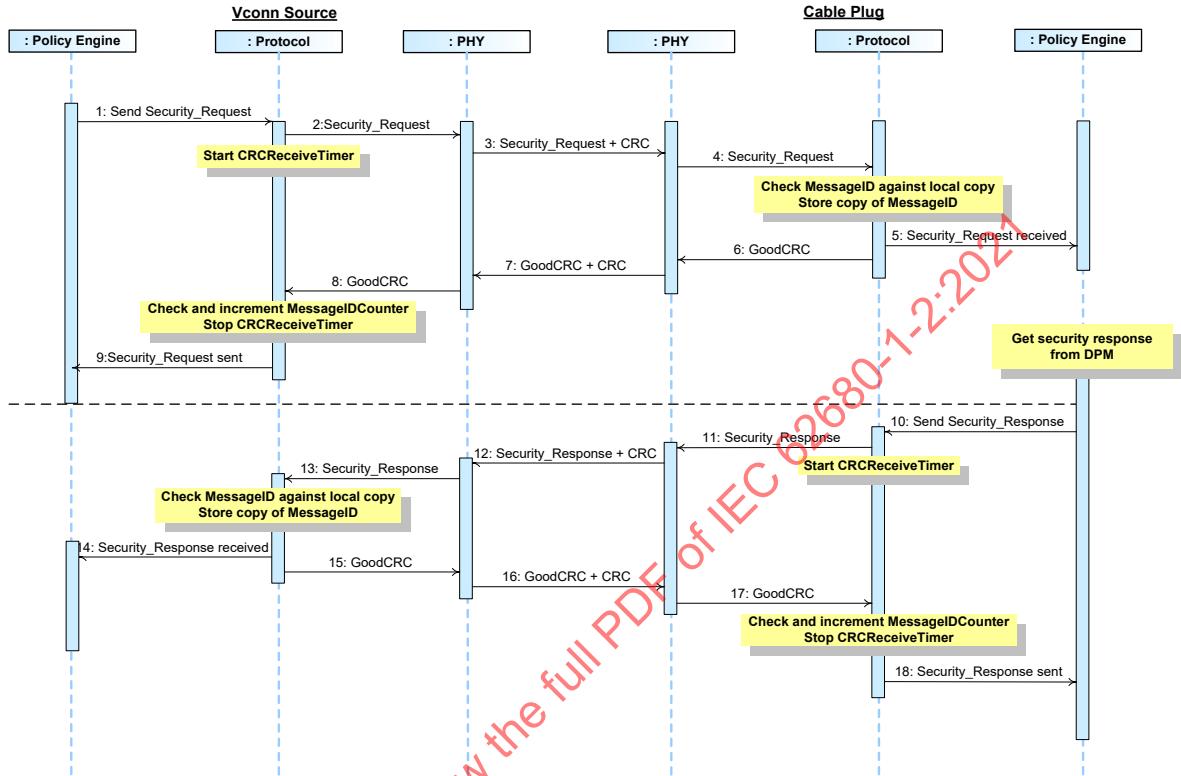 Vconn Source
Cable Plug
: Policy Engine
: Protocol
: PHY
: PHY
: Protocol
: Policy Engine
1: Send Security_Request
2:Security_Request
Start CRCReceiveTimer
3: Security_Request + CRC
4: Security_Request
Check MessageID against local copy
Store copy of MessageID
5: Security_Request received
6: GoodCRC
7: GoodCRC + CRC
8: GoodCRC
Check and increment MessageIDCounter
Stop CRCReceiveTimer
9:Security_Request sent
Get security response
from DPM
10: Send Security_Response
11: Security_Response
Start CRCReceiveTimer
12: Security_Response + CRC
13: Security_Response
Check MessageID against local copy
Store copy of MessageID
14: Security_Response received
15: GoodCRC
16: GoodCRC + CRC
17: GoodCRC
Check and increment MessageIDCounter
Stop CRCReceiveTimer
18: Security_Response sent
the full PDF of IEC 62680-1-2:2021